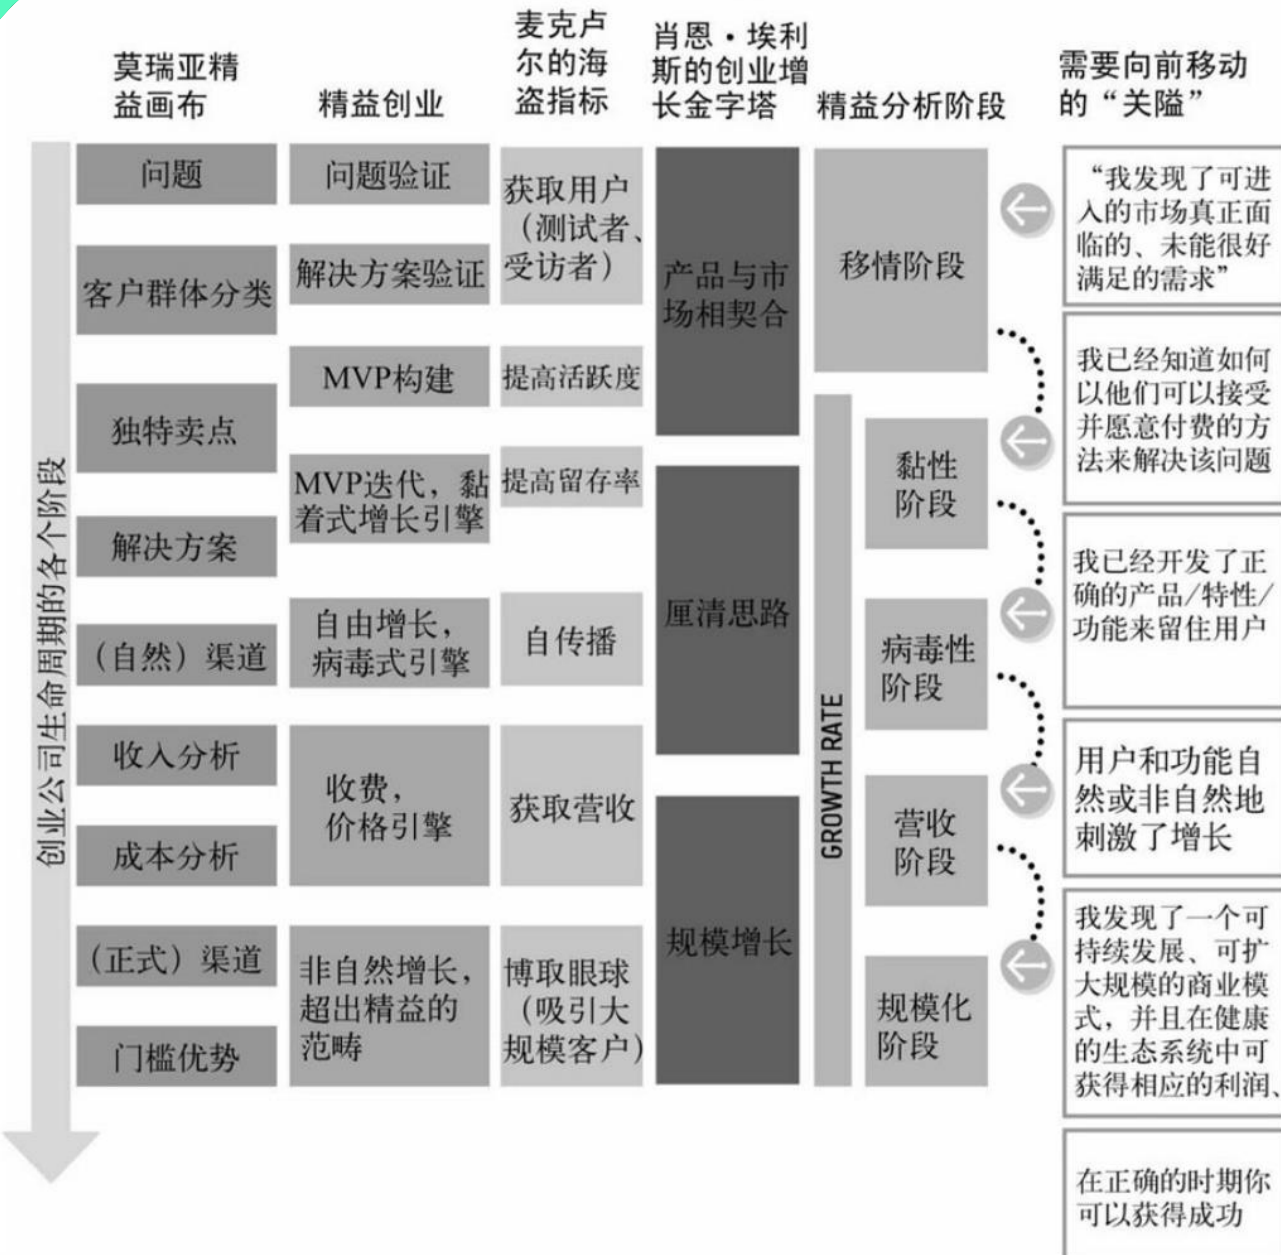 莫瑞亚精
益画布
精益创业
麦克卢
尔的海
盗指标
肖恩·埃利
斯的创业增
长金字塔
精益分析阶段
需要向前移动
的“关隘”
创业公司生命周期的各个阶段
问题
客户群体分类
独特卖点
解决方案
（自然）渠道
收入分析
成本分析
（正式）渠道
门槛优势
问题验证
解决方案验证
MVP构建
MVP迭代，黏
着式增长引擎
自由增长，
病毒式引擎
收费，
价格引擎
非自然增长，
超出精益的
范畴
获取用户
（测试者、
受访者）
提高活跃度
提高留存率
自传播
获取营收
博取眼球
（吸引大
规模客户）
产品与市
场相契合
厘清思路
规模增长
移情阶段
GROWTH RATE
黏性
阶段
病毒性
阶段
营收
阶段
规模化
阶段
“我发现了可进
入的市场真正面
临的、未能很好
满足的需求”
我已经知道如何
以他们可以接受
并愿意付费的方
法来解决该问题
我已经开发了正
确的产品/特性/
功能来留住用户
用户和功能自
然或非自然地
刺激了增长
我发现了一个可
持续发展、可扩
大规模的商业模
式，并且在健康
的生态系统中可
获得相应的利润、
在正确的时期你
可以获得成功